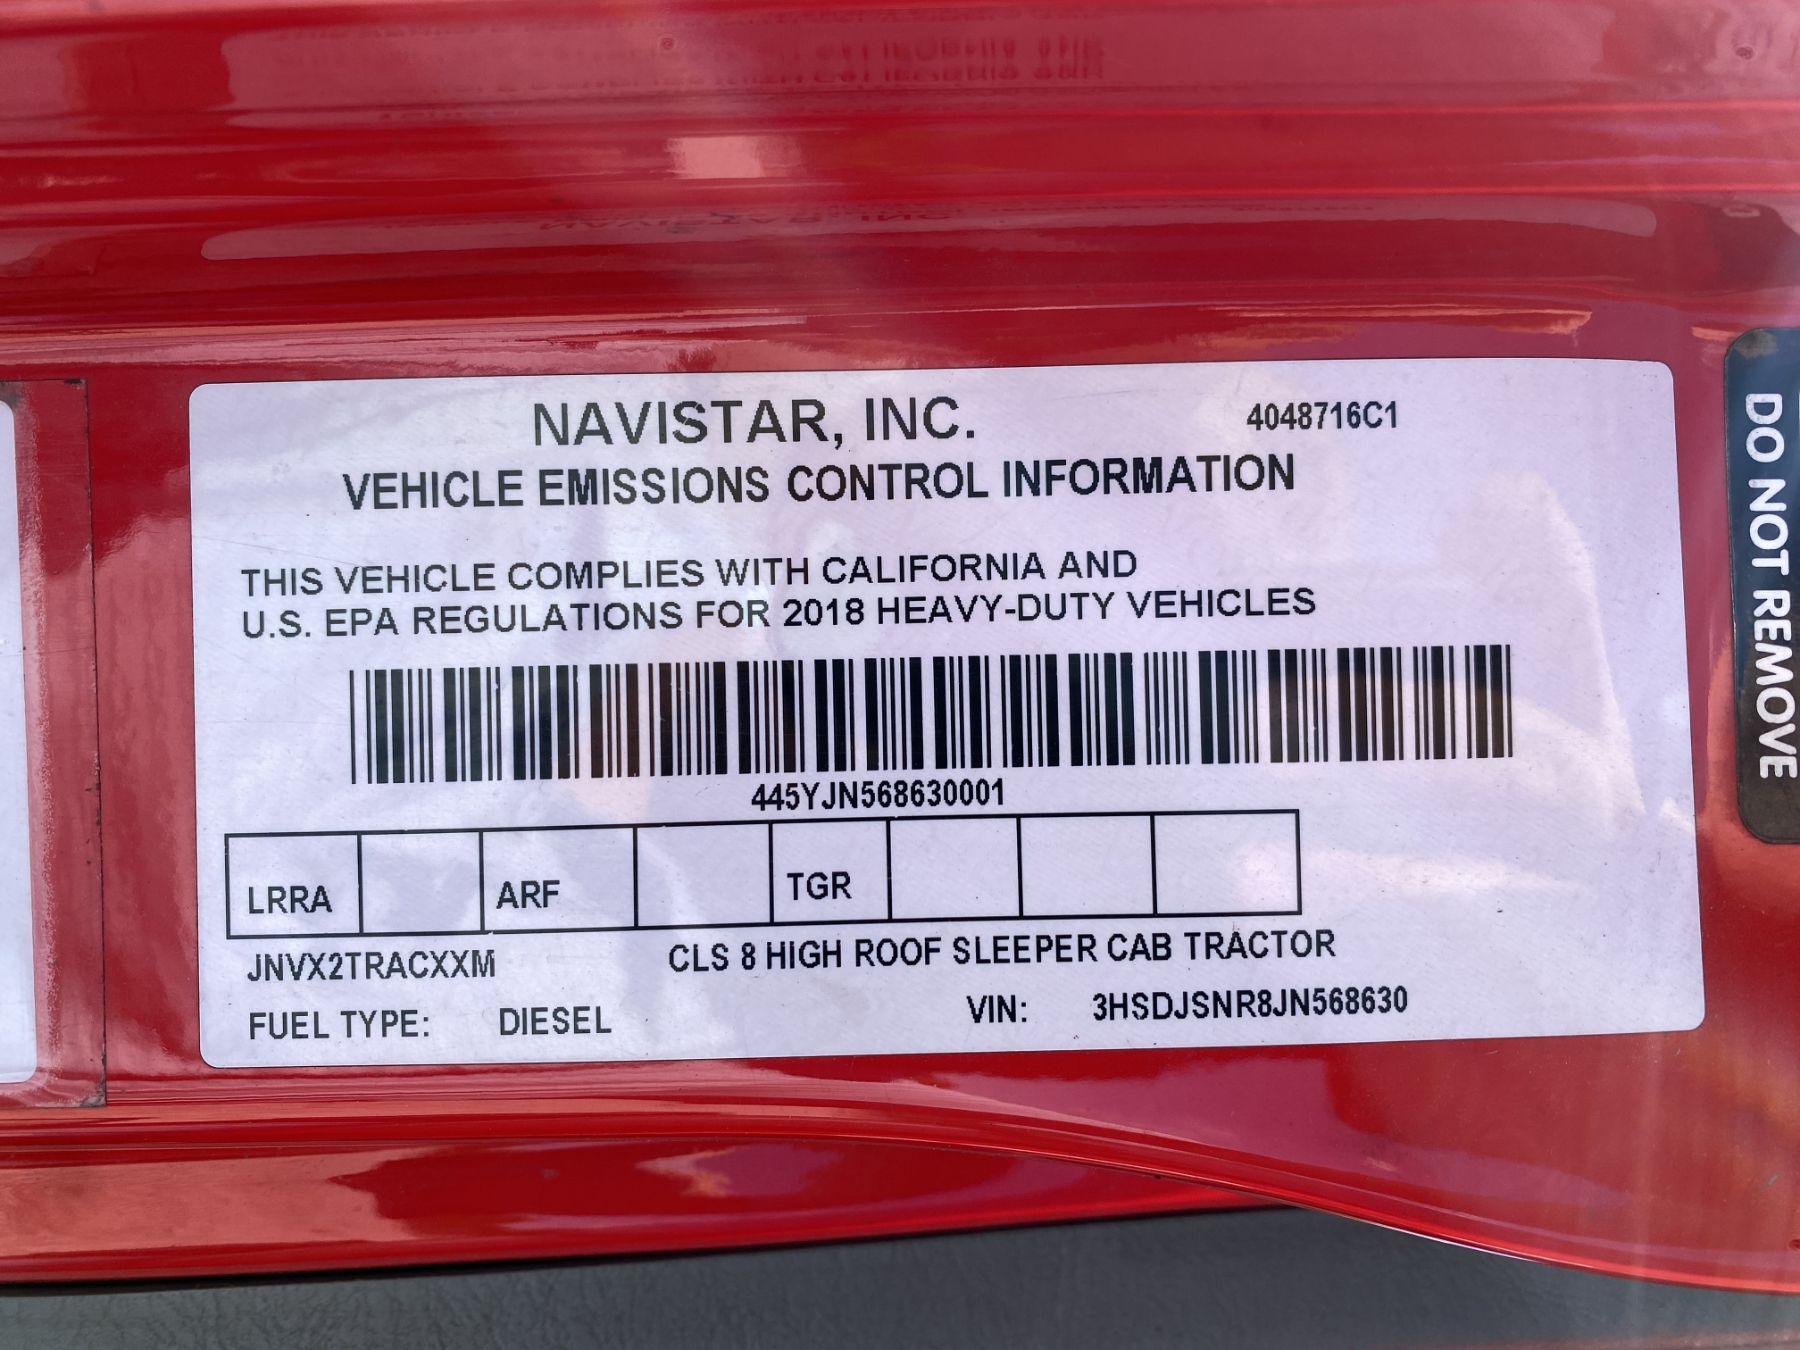 NAVISTAR, INC.
4048716C1
VEHICLE EMISSIONS CONTROL INFORMATION
THIS VEHICLE COMPLIES WITH CALIFORNIA AND
U.S. EPA REGULATIONS FOR 2018 HEAVY-DUTY VEHICLES
445YJN568630001
LRRA ARF TGR
JNVX2TRACXXM CLS 8 HIGH ROOF SLEEPER CAB TRACTOR
FUEL TYPE: DIESEL VIN: 3HSDJSNR8JN568630
DO NOT REMOVE